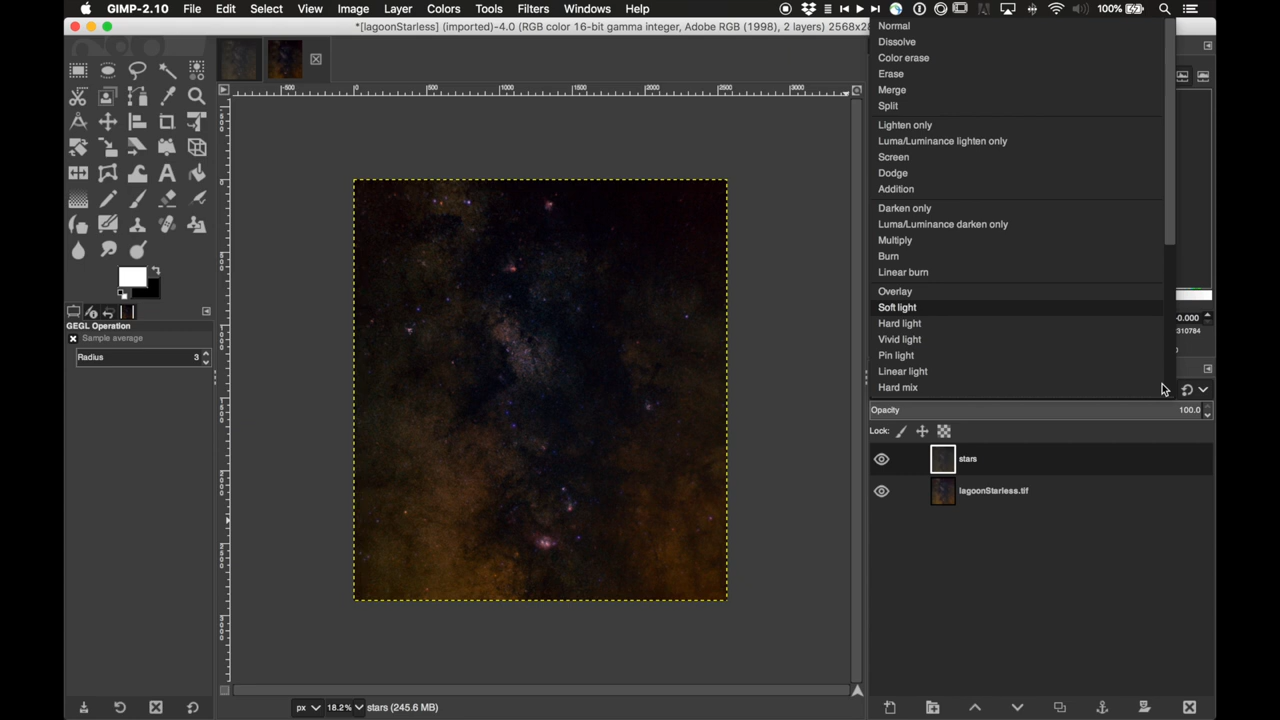 GIMP-2.10 File Edit Select View Image Layer Colors Tools Filters Windows Help 100%
*[lagoonStarless] (imported)-4.0 (RGB color 16-bit gamma integer, Adobe RGB (1998), 2 layers) 2568x28
Normal
Dissolve
Color erase
Erase
Merge
Split
Lighten only
Luma/Luminance lighten only
Screen
Dodge
Addition
Darken only
Luma/Luminance darken only
Multiply
Burn
Linear burn
Overlay
Soft light
Hard light
Vivid light
Pin light
Linear light
Hard mix
GEGL Operation
Sample average
Radius 3
-0.000
310784
Opacity 100.0
Lock:
stars
lagoonStarless.tif
px 18.2% stars (245.6 MB)